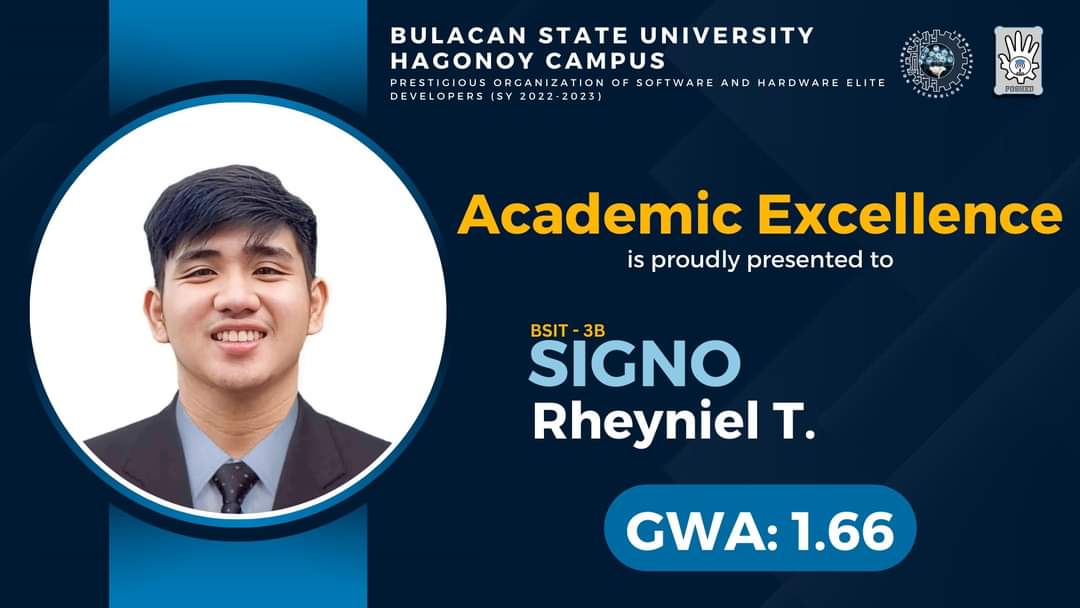 BULACAN STATE UNIVERSITY
HAGONOY CAMPUS
PRESTIGIOUS ORGANIZATION OF SOFTWARE AND HARDWARE ELITE
DEVELOPERS (SY 2022-2023)
POSHED
Academic Excellence
is proudly presented to
BSIT - 3B
SIGNO
Rheyniel T.
GWA: 1.66